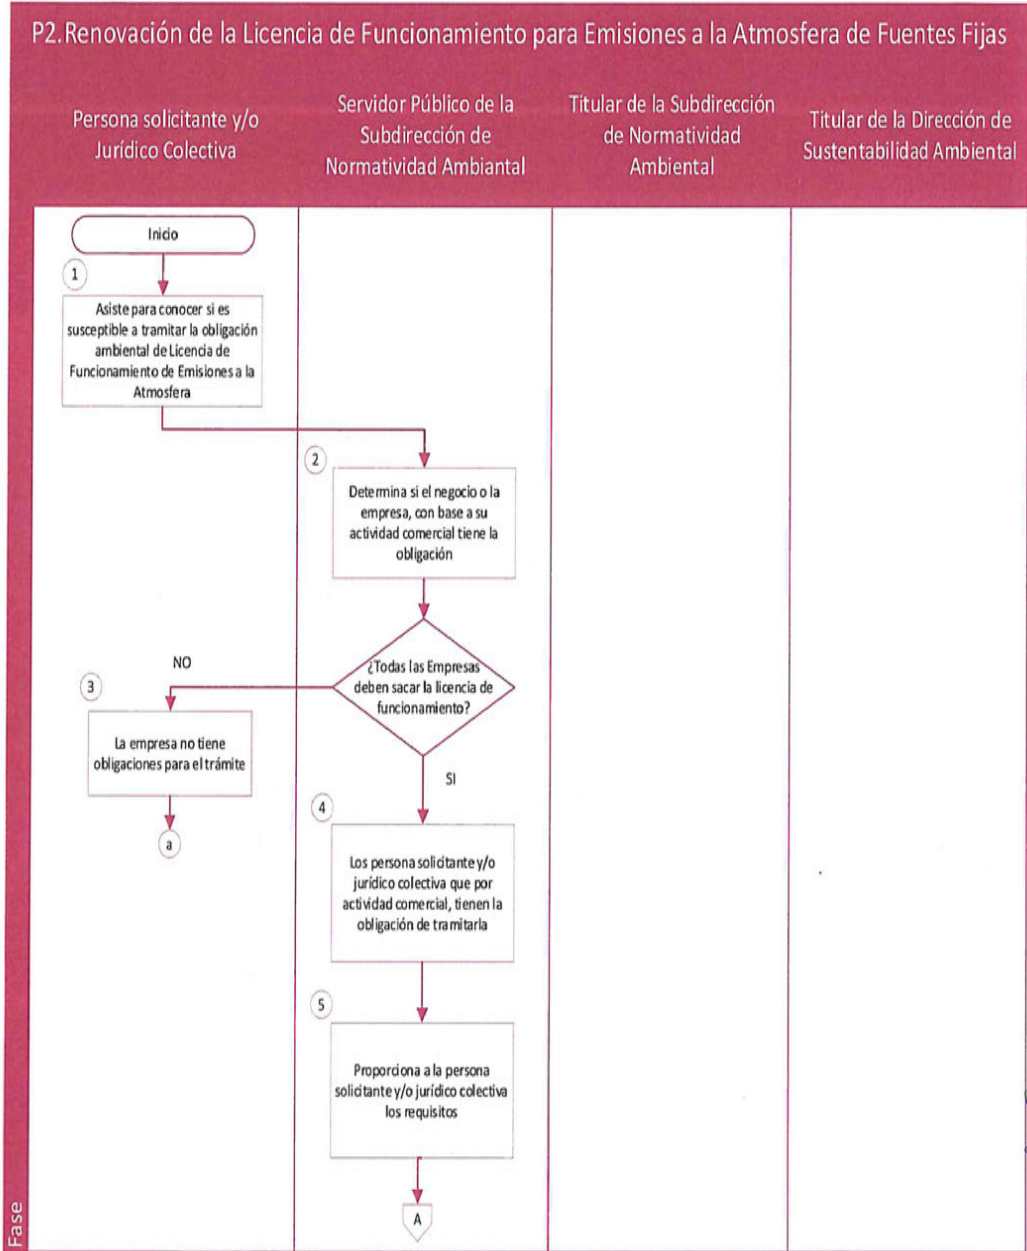 P2.Renovación de la Licencia de Funcionamiento para Emisiones a la Atmosfera de Fuentes Fijas
Persona solicitante y/o
Jurídico Colectiva
Servidor Público de la
Subdirección de
Normatividad Ambiantal
Titular de la Subdirección
de Normatividad
Ambiental
Titular de la Dirección de
Sustentabilidad Ambiental
Inicio
1
Asiste para conocer si es
susceptible a tramitar la obligación
ambiental de Licencia de
Funcionamiento de Emisiones a la
Atmosfera
2
Determina si el negocio o la
empresa, con base a su
actividad comercial tiene la
obligación
¿Todas las Empresas
deben sacar la licencia de
funcionamiento?
NO
3
La empresa no tiene
obligaciones para el trámite
a
SI
4
Los persona solicitante y/o
jurídico colectiva que por
actividad comercial, tienen la
obligación de tramitarla
5
Proporciona a la persona
solicitante y/o jurídico colectiva
los requisitos
A
Fase